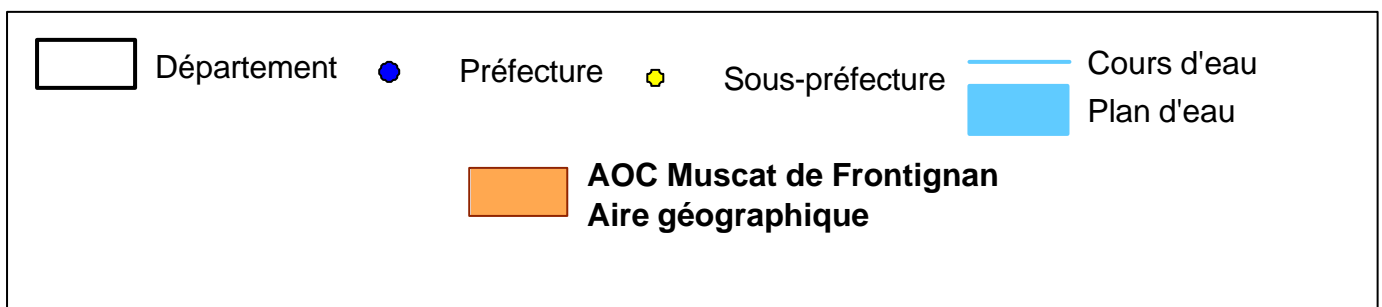 Département
Préfecture
Sous-préfecture
Cours d'eau
Plan d'eau
AOC Muscat de Frontignan
Aire géographique